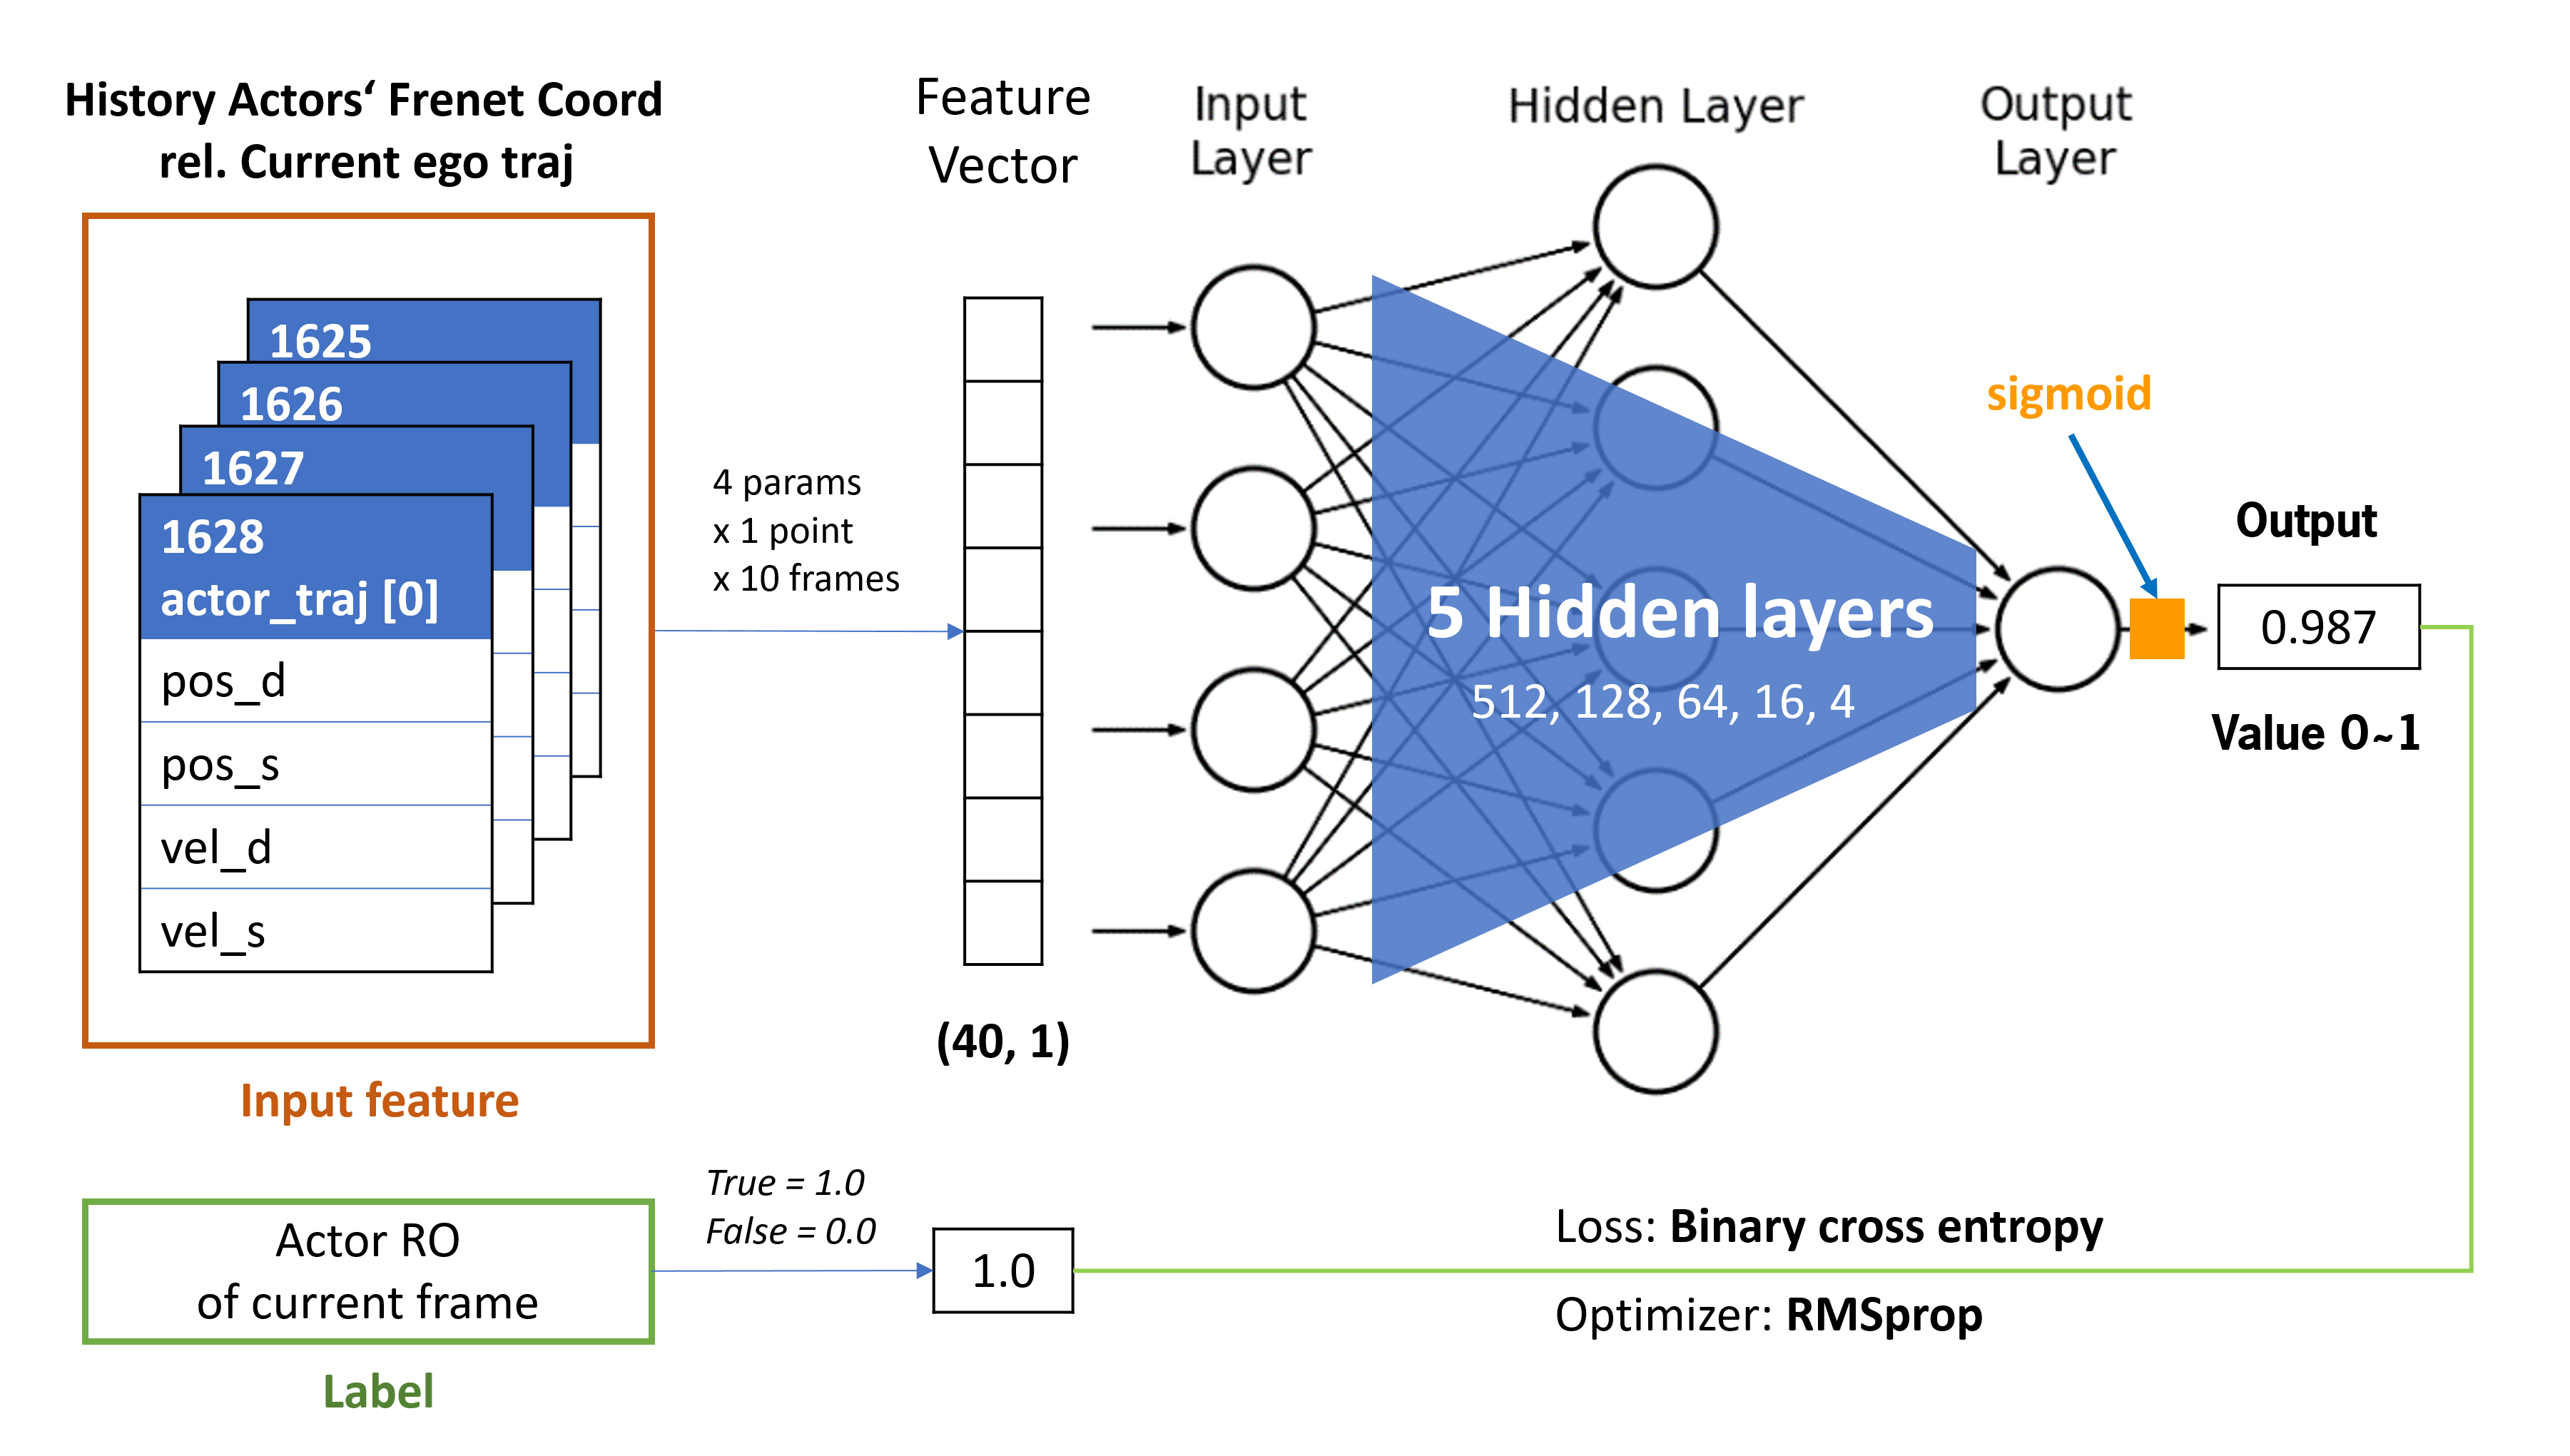 History Actors‘ Frenet Coord
rel. Current ego traj
1625
1626
1627
1628
actor_traj [0]
pos_d
pos_s
vel_d
vel_s
Input feature
4 params
x 1 point
x 10 frames
Feature
Vector
(40, 1)
Input
Layer
Hidden Layer
Output
Layer
5 Hidden layers
512, 128, 64, 16, 4
sigmoid
Output
0.987
Value 0~1
Actor RO
of current frame
Label
True = 1.0
False = 0.0
1.0
Loss: Binary cross entropy
Optimizer: RMSprop